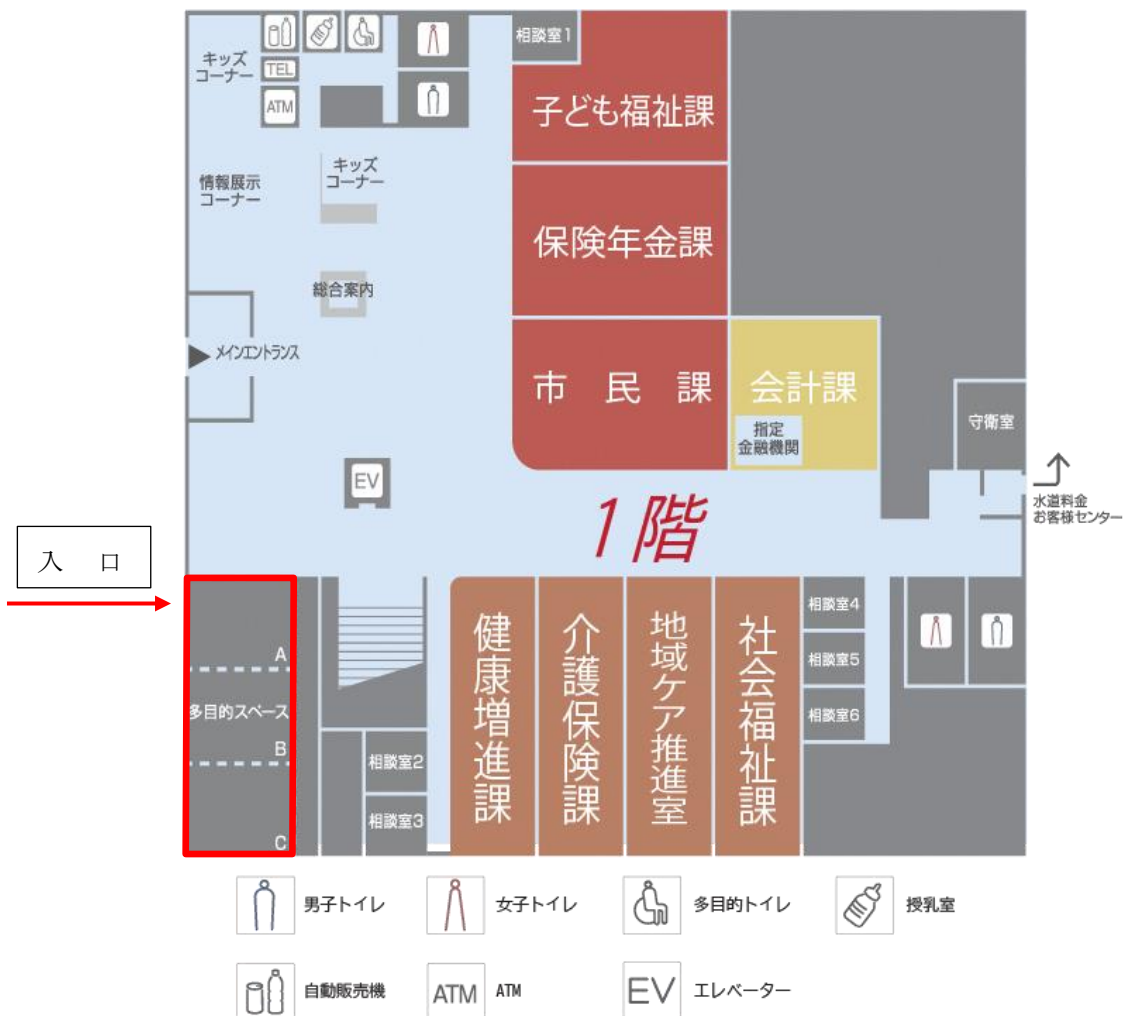 キッズ
コーナー
TEL
ATM
相談室1
子ども福祉課
情報展示
コーナー
キッズ
コーナー
保険年金課
総合案内
メインエントランス
市民課
会計課
指定
金融機関
守衛室
EV
1階
水道料金
お客様センター
入 口
A
多目的スペース
B
C
相談室2
相談室3
健康増進課
介護保険課
地域ケア推進室
社会福祉課
相談室4
相談室5
相談室6
男子トイレ
女子トイレ
多目的トイレ
授乳室
自動販売機
ATM ATM
EV エレベーター